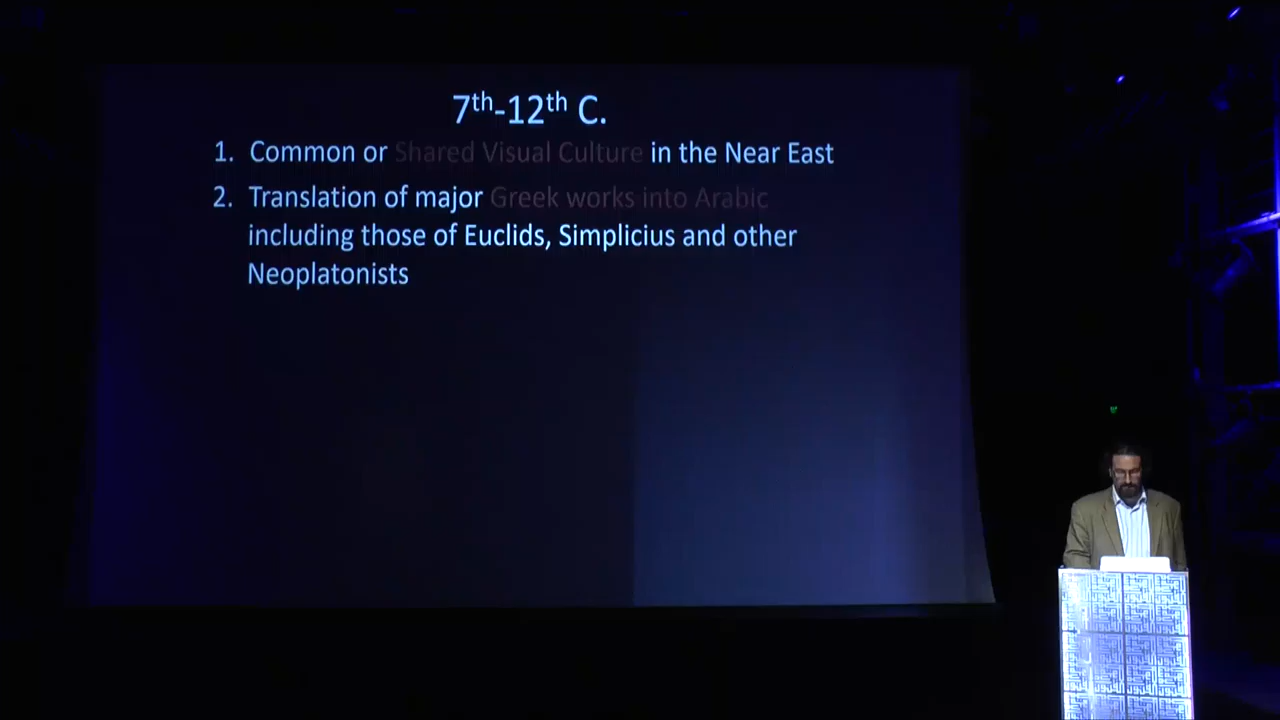 7th-12th C.
1. Common or Shared Visual Culture in the Near East
2. Translation of major Greek works into Arabic
including those of Euclids, Simplicius and other
Neoplatonists